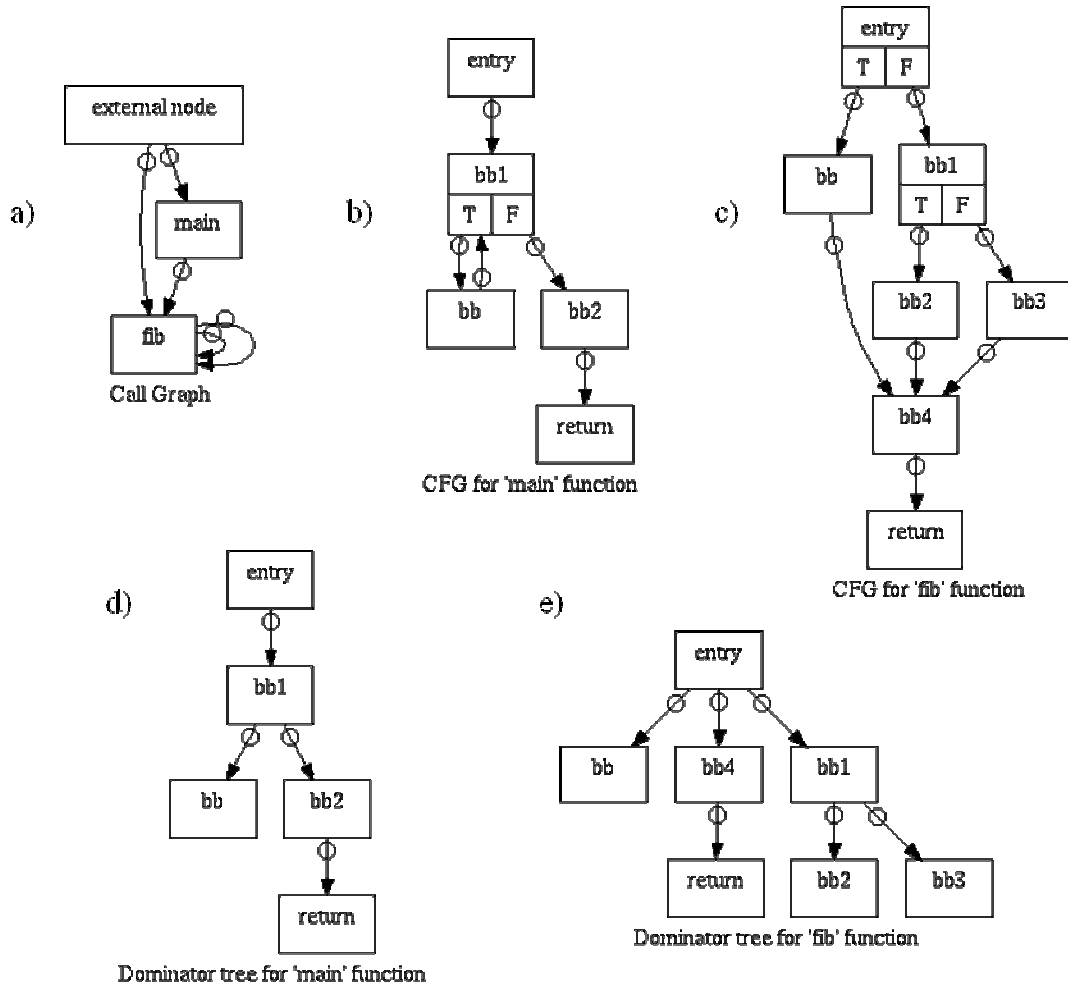 a)
external node
main
fib
Call Graph
b)
entry
bb1
T F
bb
bb2
return
CFG for 'main' function
c)
entry
T F
bb
bb1
T F
bb2
bb3
bb4
return
CFG for 'fib' function
d)
entry
bb1
bb
bb2
return
Dominator tree for 'main' function
e)
entry
bb
bb4
bb1
return
bb2
bb3
Dominator tree for 'fib' function